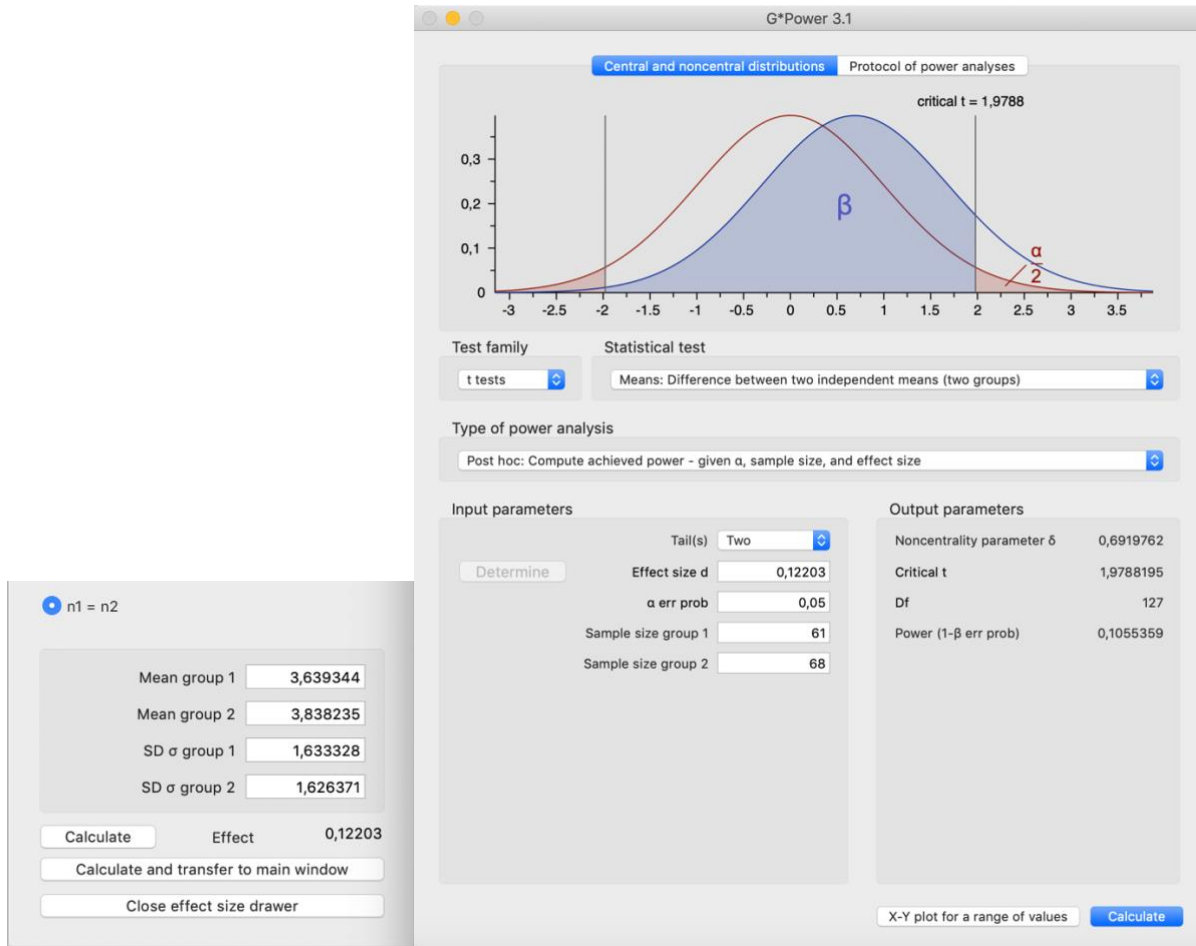 G*Power 3.1
Central and noncentral distributions Protocol of power analyses
critical t = 1,9788
0,3
0,2
0,1
0
β
α
2
-3 -2.5 -2 -1.5 -1 -0.5 0 0.5 1 1.5 2 2.5 3 3.5
Test family Statistical test
t tests Means: Difference between two independent means (two groups)
Type of power analysis
Post hoc: Compute achieved power - given α, sample size, and effect size
Input parameters Output parameters
Tail(s) Two Noncentrality parameter δ 0,6919762
Determine Effect size d 0,12203 Critical t 1,9788195
α err prob 0,05 Df 127
Sample size group 1 61 Power (1-β err prob) 0,1055359
Sample size group 2 68
n1 = n2
Mean group 1 3,639344
Mean group 2 3,838235
SD σ group 1 1,633328
SD σ group 2 1,626371
Calculate Effect 0,12203
Calculate and transfer to main window
Close effect size drawer
X-Y plot for a range of values Calculate